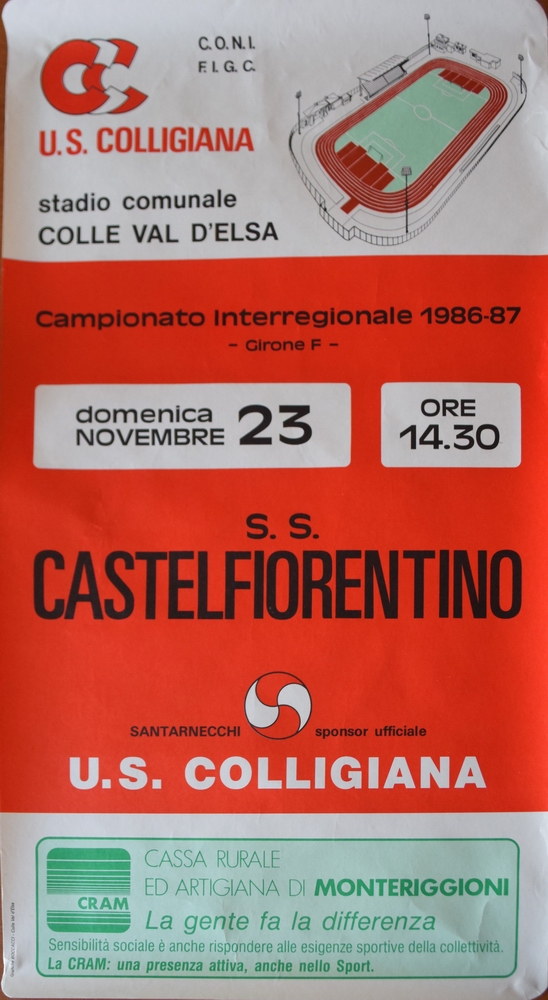 C.O.N.I.
F.I.G.C.
U.S. COLLIGIANA
stadio comunale
COLLE VAL D'ELSA
Campionato Interregionale 1986-87
- Girone F -
domenica
NOVEMBRE 23
ORE
14.30
S. S.
CASTELFIORENTINO
SANTARNECCHI sponsor ufficiale
U.S. COLLIGIANA
CRAM
CASSA RURALE
ED ARTIGIANA DI MONTERIGGIONI
La gente fa la differenza
Sensibilità sociale è anche rispondere alle esigenze sportive della collettività.
La CRAM: una presenza attiva, anche nello Sport.